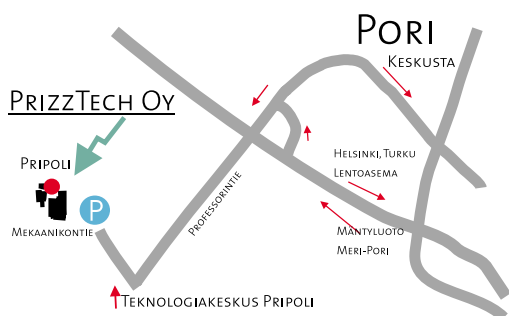 Pori
Keskusta
PrizzTech Oy
Pripoli
P
Mekaanikontie
Professorintie
Helsinki, Turku
Lentoasema
Mäntyluoto
Meri-Pori
Teknologiakeskus Pripoli